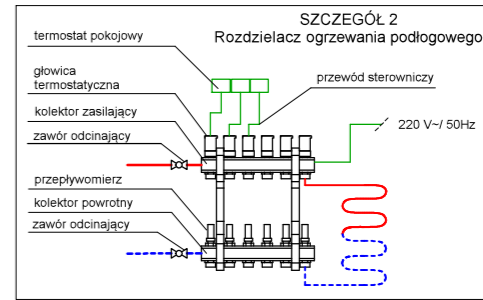 SZCZEGÓŁ 2
Rozdzielacz ogrzewania podłogowego
termostat pokojowy
głowica
termostatyczna
przewód sterowniczy
kolektor zasilający
zawór odcinający
220 V~/ 50Hz
przepływomierz
kolektor powrotny
zawór odcinający